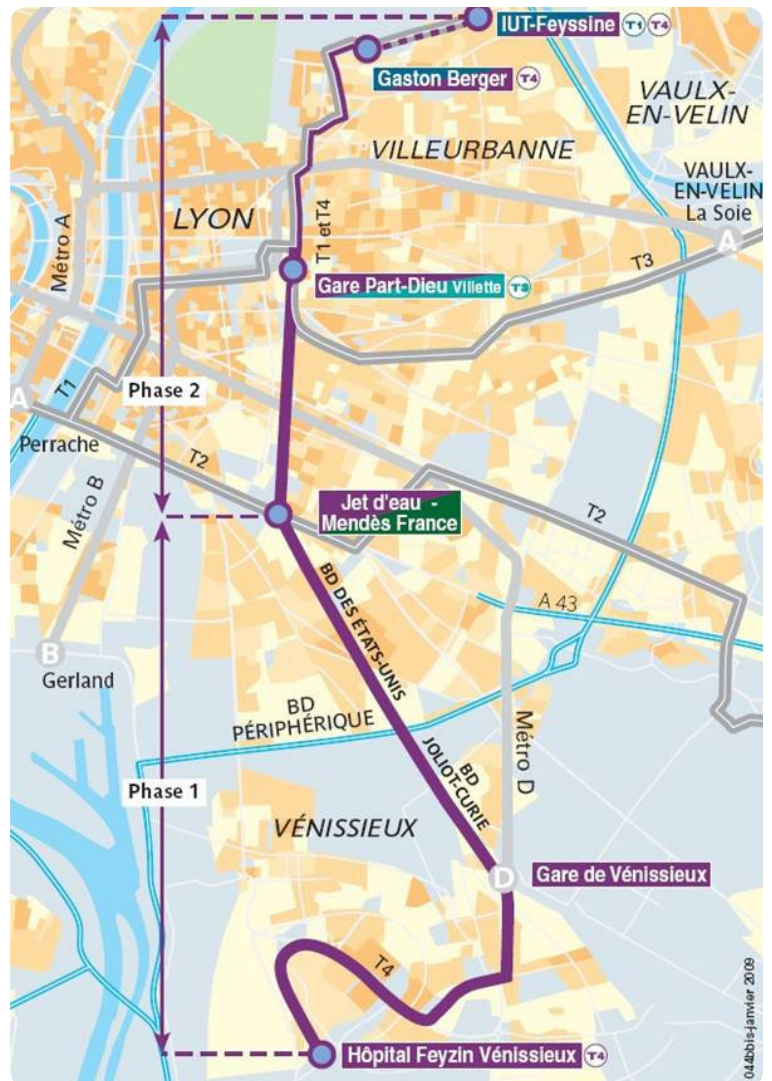 IUT-Feyssine T1 T4
Gaston Berger T4
VAULX-
EN-VELIN
VILLEURBANNE
VAULX-
EN-VELIN
La Soie
A
LYON
Métro A
T1 et T4
T3
Gare Part-Dieu Villette T3
A
T1
Phase 2
Perrache
T2
Métro B
Jet d'eau -
Mendès France
T2
BD DES ÉTATS-UNIS
A 43
B
Gerland
BD
PÉRIPHÉRIQUE
Métro D
BD
JOLIOT-CURIE
Phase 1
VÉNISSIEUX
D
Gare de Vénissieux
T4
Hôpital Feyzin Vénissieux T4
044bbis-janvier 2009